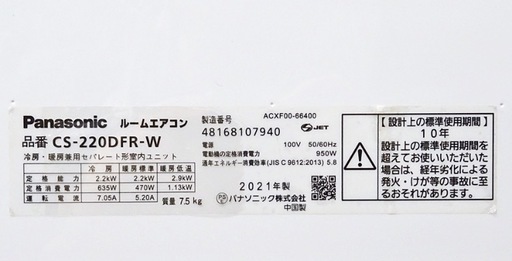 Panasonic ルームエアコン
品番 CS-220DFR-W
冷房・暖房兼用セパレート形室内ユニット
冷房 暖房標準 暖房低温
定格能力 2.2kW 2.2kW 2.9kW
定格消費電力 635W 470W 1.13kW
運転電流 7.05A 5.20A
質量 7.5kg
ACXF00-66400
製造番号
48168107940 JET
電源 100V 50/60Hz
電動機の定格消費電力 950W
通年エネルギー消費効率(JIS C 9612:2013) 5.8
2021年製
パナソニック株式会社
中国製
【設計上の標準使用期間】
10年
設計上の標準使用期間を
超えてお使いいただいた
場合は、経年劣化による
発火・けが等の事故に至
るおそれがあります。